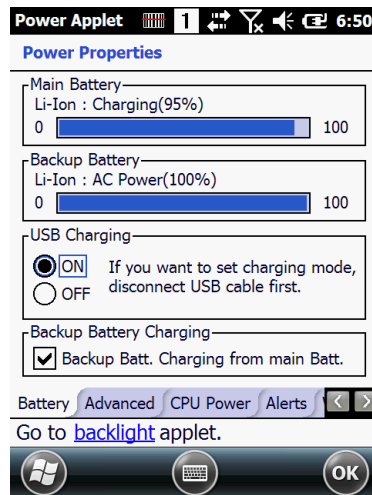 Power Applet 1 6:50
Power Properties
Main Battery
Li-Ion : Charging(95%)
0 100
Backup Battery
Li-Ion : AC Power(100%)
0 100
USB Charging
ON If you want to set charging mode,
OFF disconnect USB cable first.
Backup Battery Charging
Backup Batt. Charging from main Batt.
Battery Advanced CPU Power Alerts
Go to backlight applet.
OK